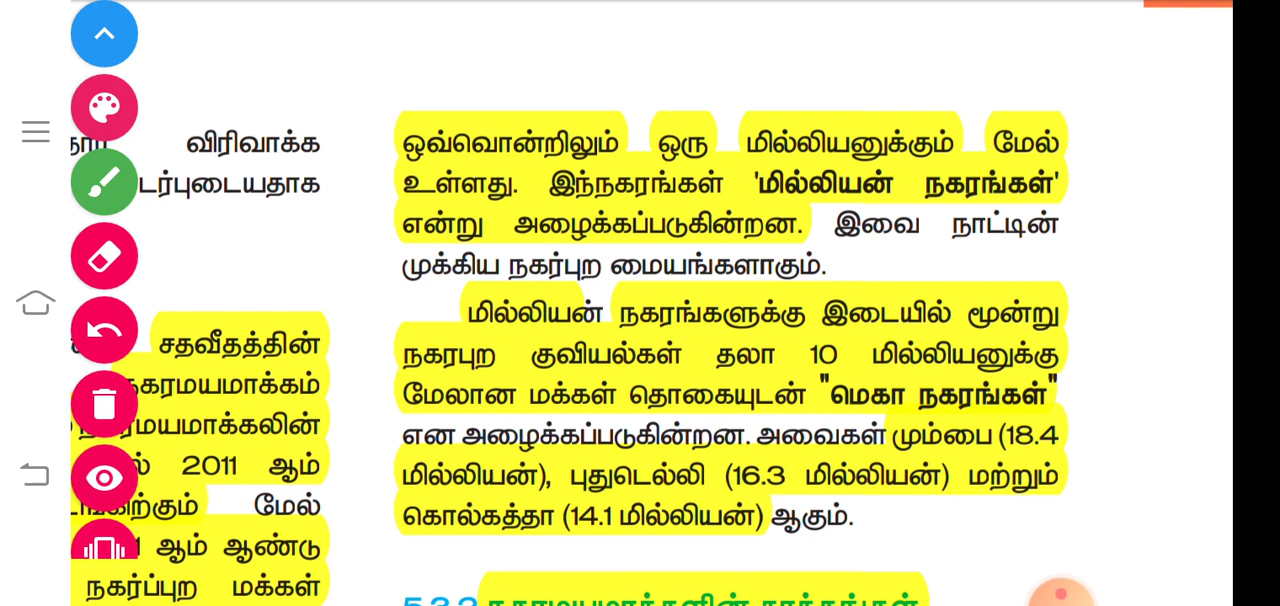 விரிவாக்க
டர்புடையதாக
சதவீதத்தின்
நகரமயமாக்கம்
மயமாக்கலின்
ல் 2011 ஆம்
மேல்
ஆம் ஆண்டு
நகர்ப்புற மக்கள்
ஒவ்வொன்றிலும் ஒரு மில்லியனுக்கும் மேல்
உள்ளது. இந்நகரங்கள் 'மில்லியன் நகரங்கள்'
என்று அழைக்கப்படுகின்றன. இவை நாட்டின்
முக்கிய நகர்புற மையங்களாகும்.
மில்லியன் நகரங்களுக்கு இடையில் மூன்று
நகரபுற குவியல்கள் தலா 10 மில்லியனுக்கு
மேலான மக்கள் தொகையுடன் "மெகா நகரங்கள்"
என அழைக்கப்படுகின்றன. அவைகள் மும்பை (18.4
மில்லியன்), புதுடெல்லி (16.3 மில்லியன்) மற்றும்
கொல்கத்தா (14.1 மில்லியன்) ஆகும்.